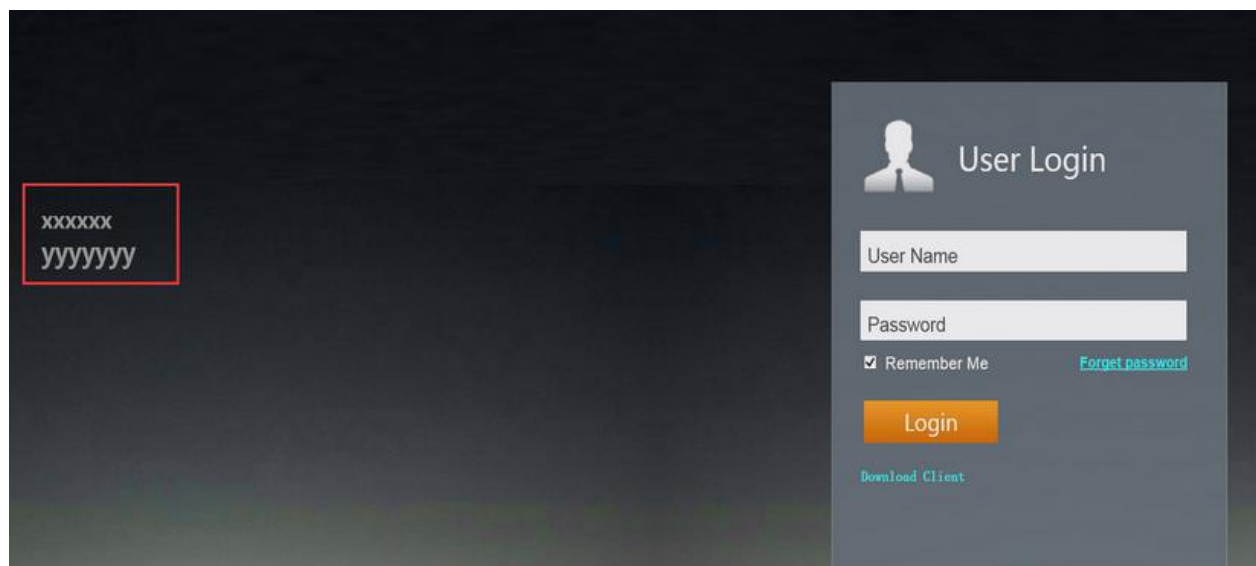 xxxxxx
yyyyyyy
User Login
User Name
Password
Remember Me
Forget password
Login
Download Client